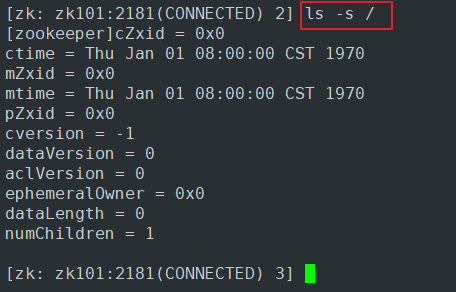 [zk: zk101:2181(CONNECTED) 2] ls -s /
[zookeeper]cZxid = 0x0
ctime = Thu Jan 01 08:00:00 CST 1970
mZxid = 0x0
mtime = Thu Jan 01 08:00:00 CST 1970
pZxid = 0x0
cversion = -1
dataVersion = 0
aclVersion = 0
ephemeralOwner = 0x0
dataLength = 0
numChildren = 1
[zk: zk101:2181(CONNECTED) 3]